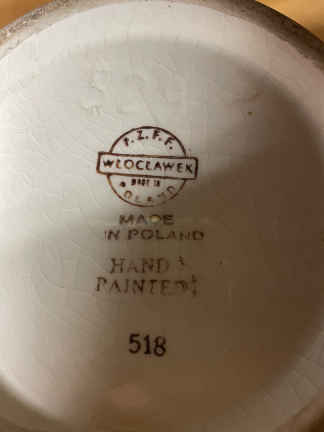 P. Z. F. F.
WŁOCŁAWEK
MADE IN
POLAND
MADE
IN POLAND
HAND
PAINTED
518